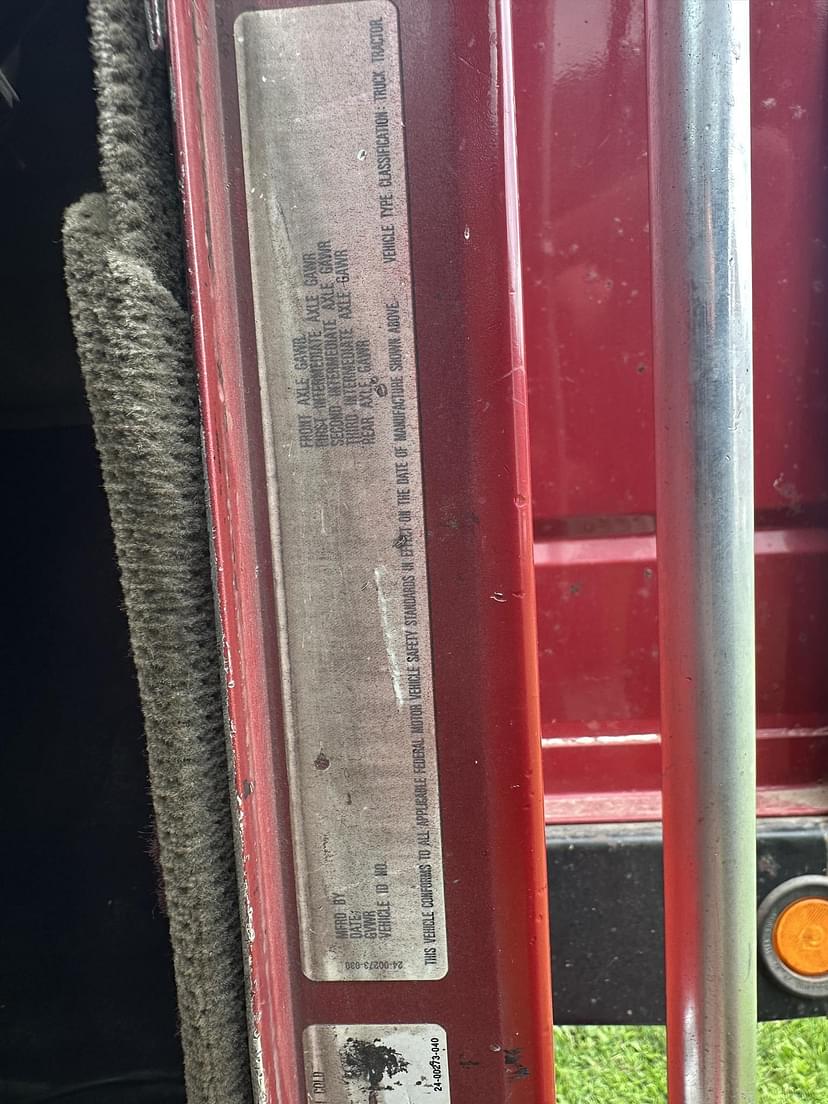 FRONT AXLE GAWR
FIRST INTERMEDIATE AXLE GAWR
SECOND INTERMEDIATE AXLE GAWR
THIRD INTERMEDIATE AXLE GAWR
REAR AXLE GAWR
MFRD BY
DATE:
GVWR
VEHICLE ID NO.
VEHICLE TYPE CLASSIFICATION: TRUCK TRACTOR
THIS VEHICLE CONFORMS TO ALL APPLICABLE FEDERAL MOTOR VEHICLE SAFETY STANDARDS IN EFFECT ON THE DATE OF MANUFACTURE SHOWN ABOVE.
24-00273-030
COLD
24-00273-040